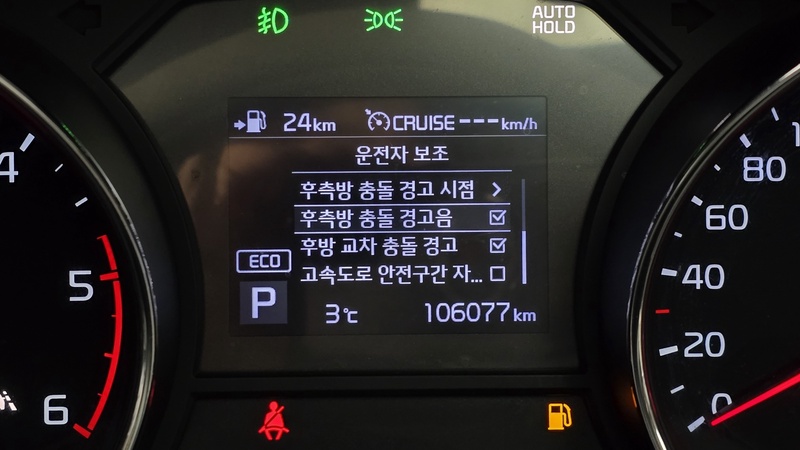 AUTO
HOLD
24km CRUISE---km/h
운전자 보조
후측방 충돌 경고 시점
후측방 충돌 경고음
후방 교차 충돌 경고
고속도로 안전구간 자...
ECO
P
3℃ 106077km
4
5
6
80
60
40
20
0